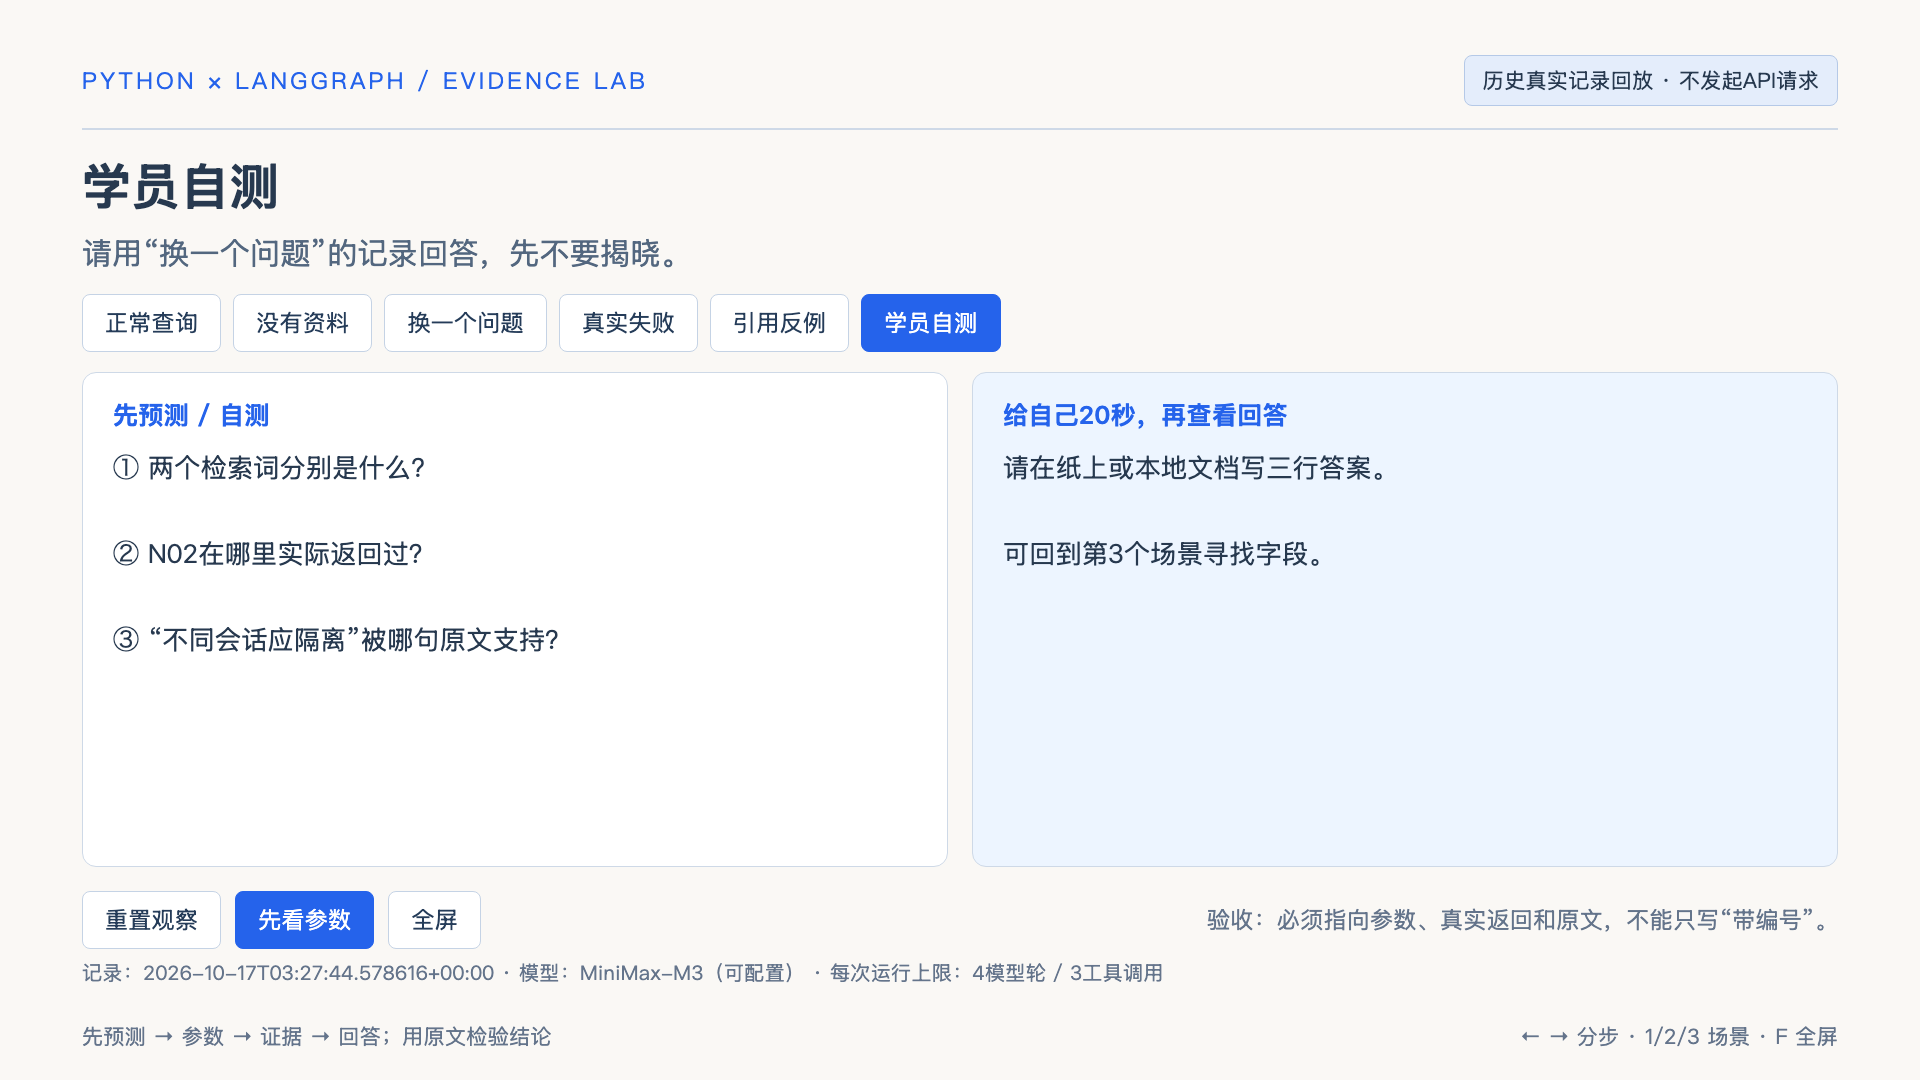 PYTHON × LANGGRAPH / EVIDENCE LAB
历史真实记录回放 · 不发起API请求
学员自测
请用“换一个问题”的记录回答，先不要揭晓。
正常查询
没有资料
换一个问题
真实失败
引用反例
学员自测
先预测 / 自测
① 两个检索词分别是什么？
② N02在哪里实际返回过？
③ “不同会话应隔离”被哪句原文支持？
给自己20秒，再查看回答
请在纸上或本地文档写三行答案。
可回到第3个场景寻找字段。
重置观察
先看参数
全屏
验收：必须指向参数、真实返回和原文，不能只写“带编号”。
记录：2026-10-17T03:27:44.578616+00:00 · 模型：MiniMax-M3（可配置） · 每次运行上限：4模型轮 / 3工具调用
先预测 → 参数 → 证据 → 回答；用原文检验结论
← → 分步 · 1/2/3 场景 · F 全屏